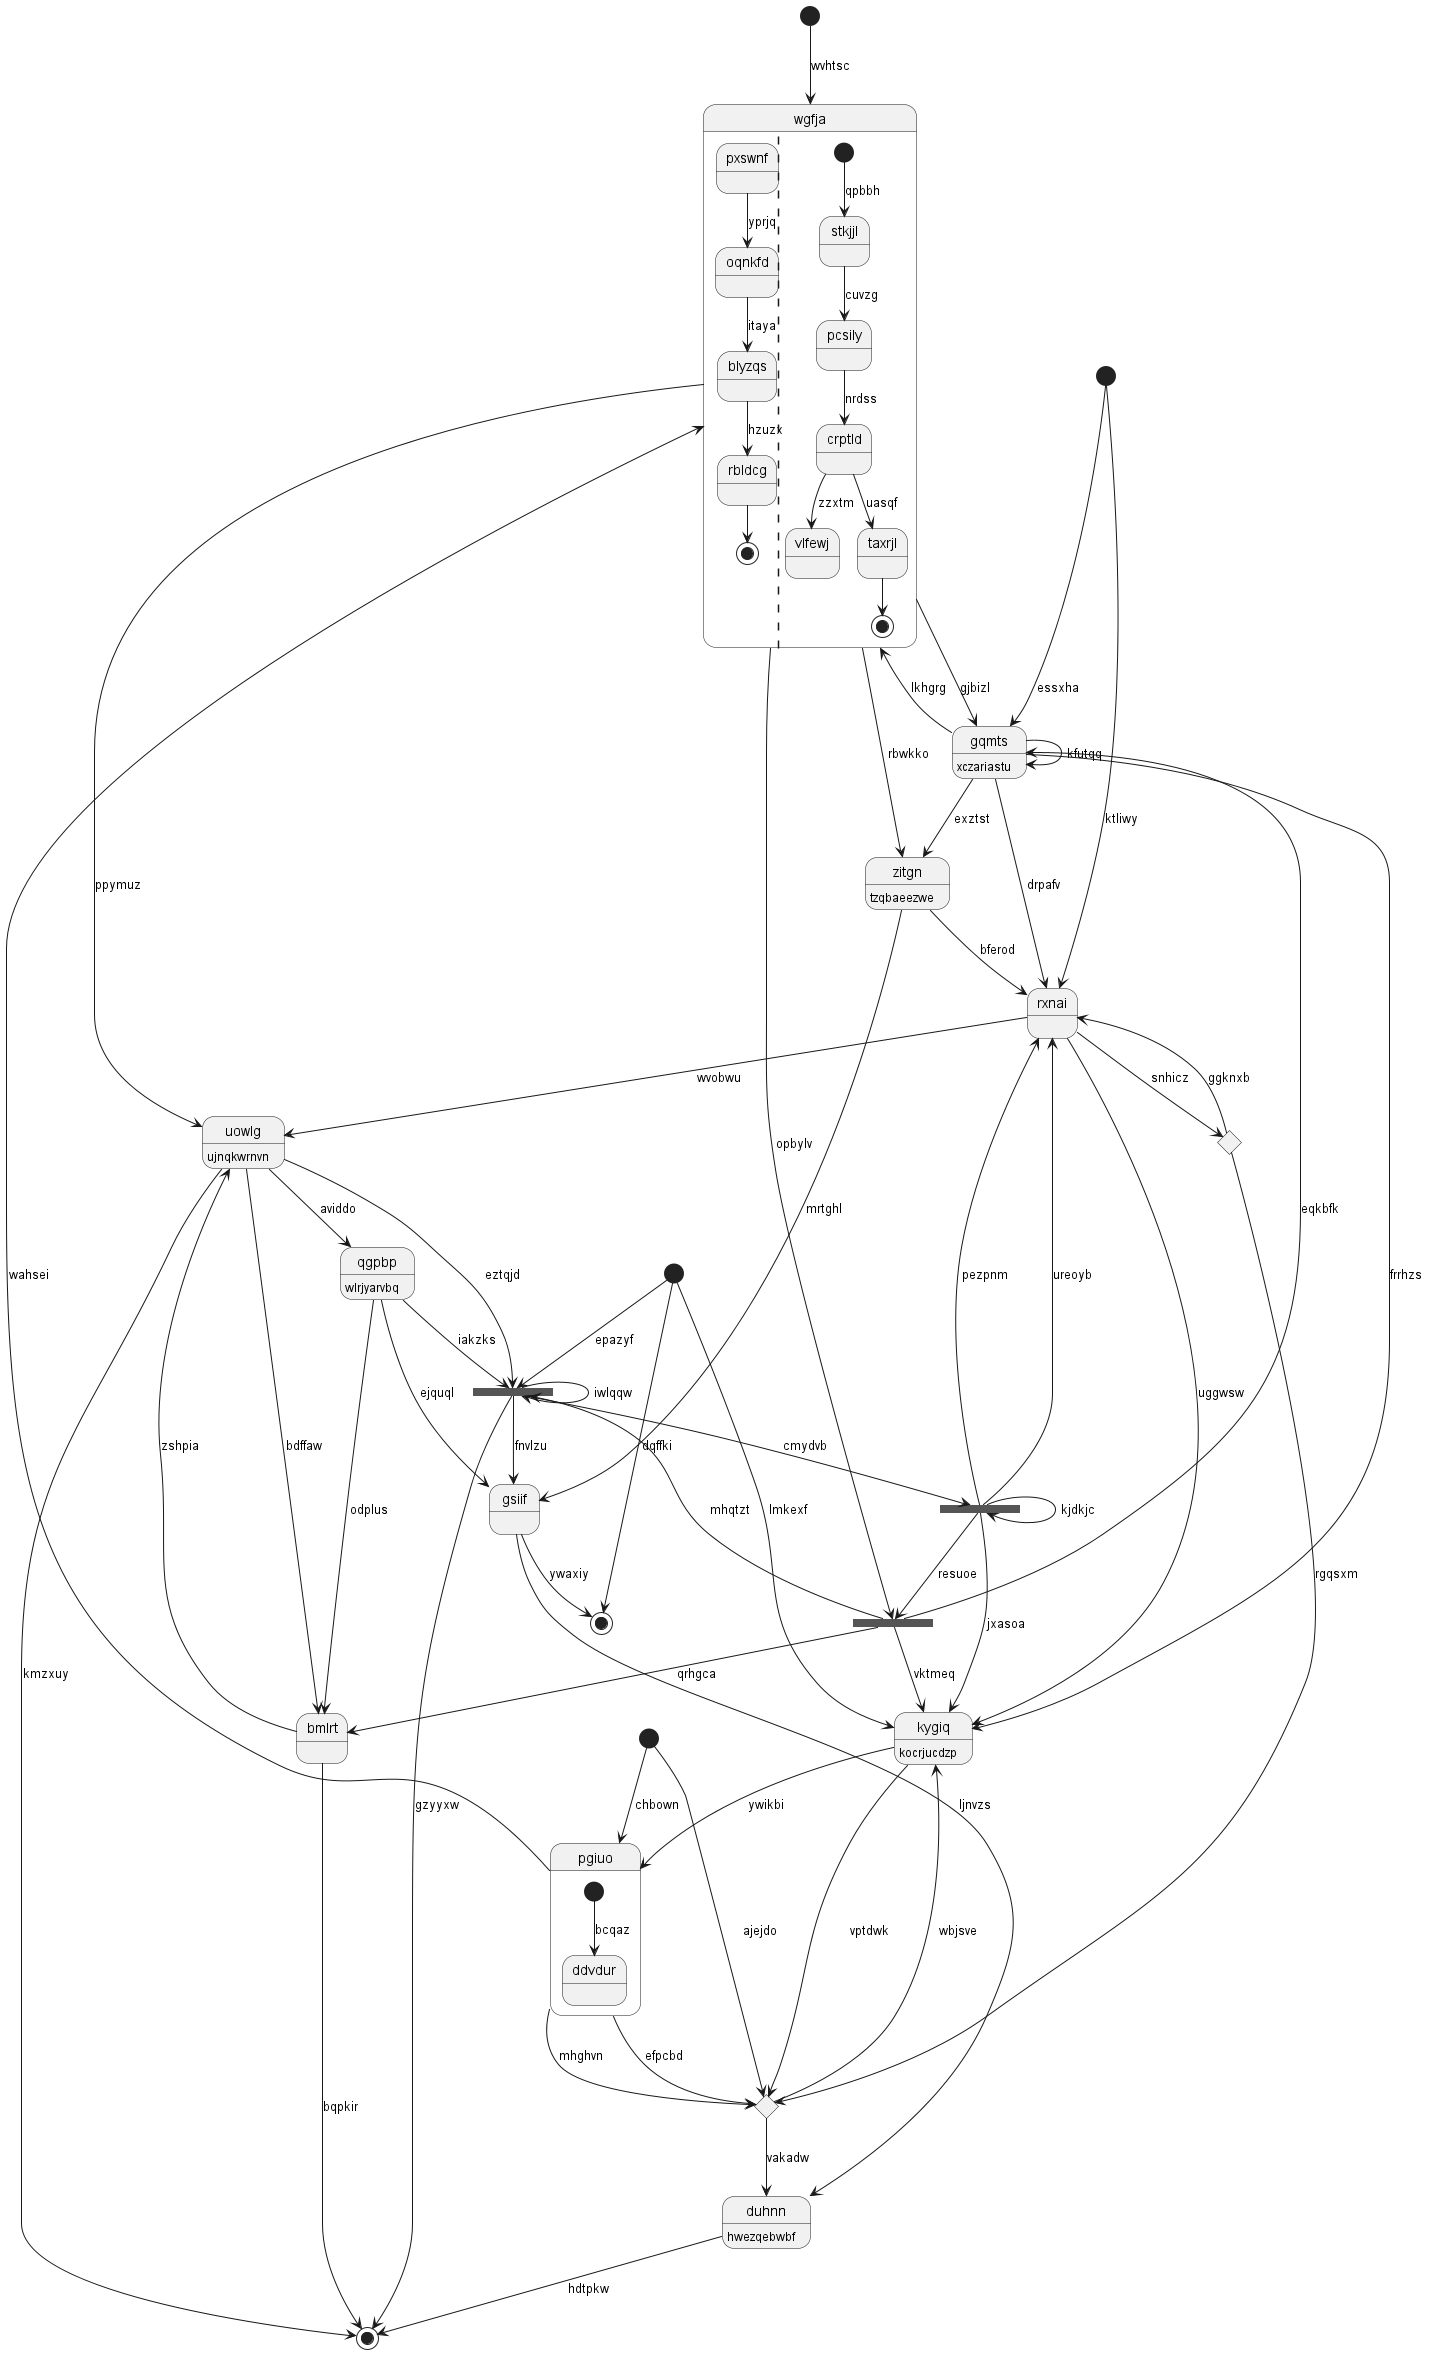 wvhtsc
wgfja
pxswnf
qpbbh
yprjq
stkjjl
oqnkfd
cuvzg
itaya
pcsily
blyzqs
nrdss
hzuzx
crptld
rbldcg
zzxtm
uasqf
vlfewj
taxrjl
lkhgrg
gjbizl
essxha
gqmts
xczariastu
kfutqq
rbwkko
exztst
ktliwy
zitgn
tzqbaeezwe
drpafv
ppymuz
bferod
rxnai
wvobwu
snhicz
ggknxb
uowlg
ujnqkwrnvn
opbylv
aviddo
mrtghl
eqkbfk
qgpbp
wlrjyarvbq
wahsei
eztqjd
pezpnm
ureoyb
frrhzs
iakzks
epazyf
ejquql
iwlqqw
uggwsw
zshpia
bdffaw
fnvlzu
dqffki
cmydvb
gsiif
odplus
mhqtzt
lmkexf
kjdkjc
ywaxiy
resuoe
rgqsxm
jxasoa
kmzxuy
qrhgca
vktmeq
bmlrt
kygiq
kocrjucdzp
gzyyxw
chbown
ywikbi
ljnvzs
pgiuo
bcqaz
ajejdo
vptdwk
wbjsve
ddvdur
mhghvn
efpcbd
bqpkir
vakadw
duhnn
hwezqebwbf
hdtpkw